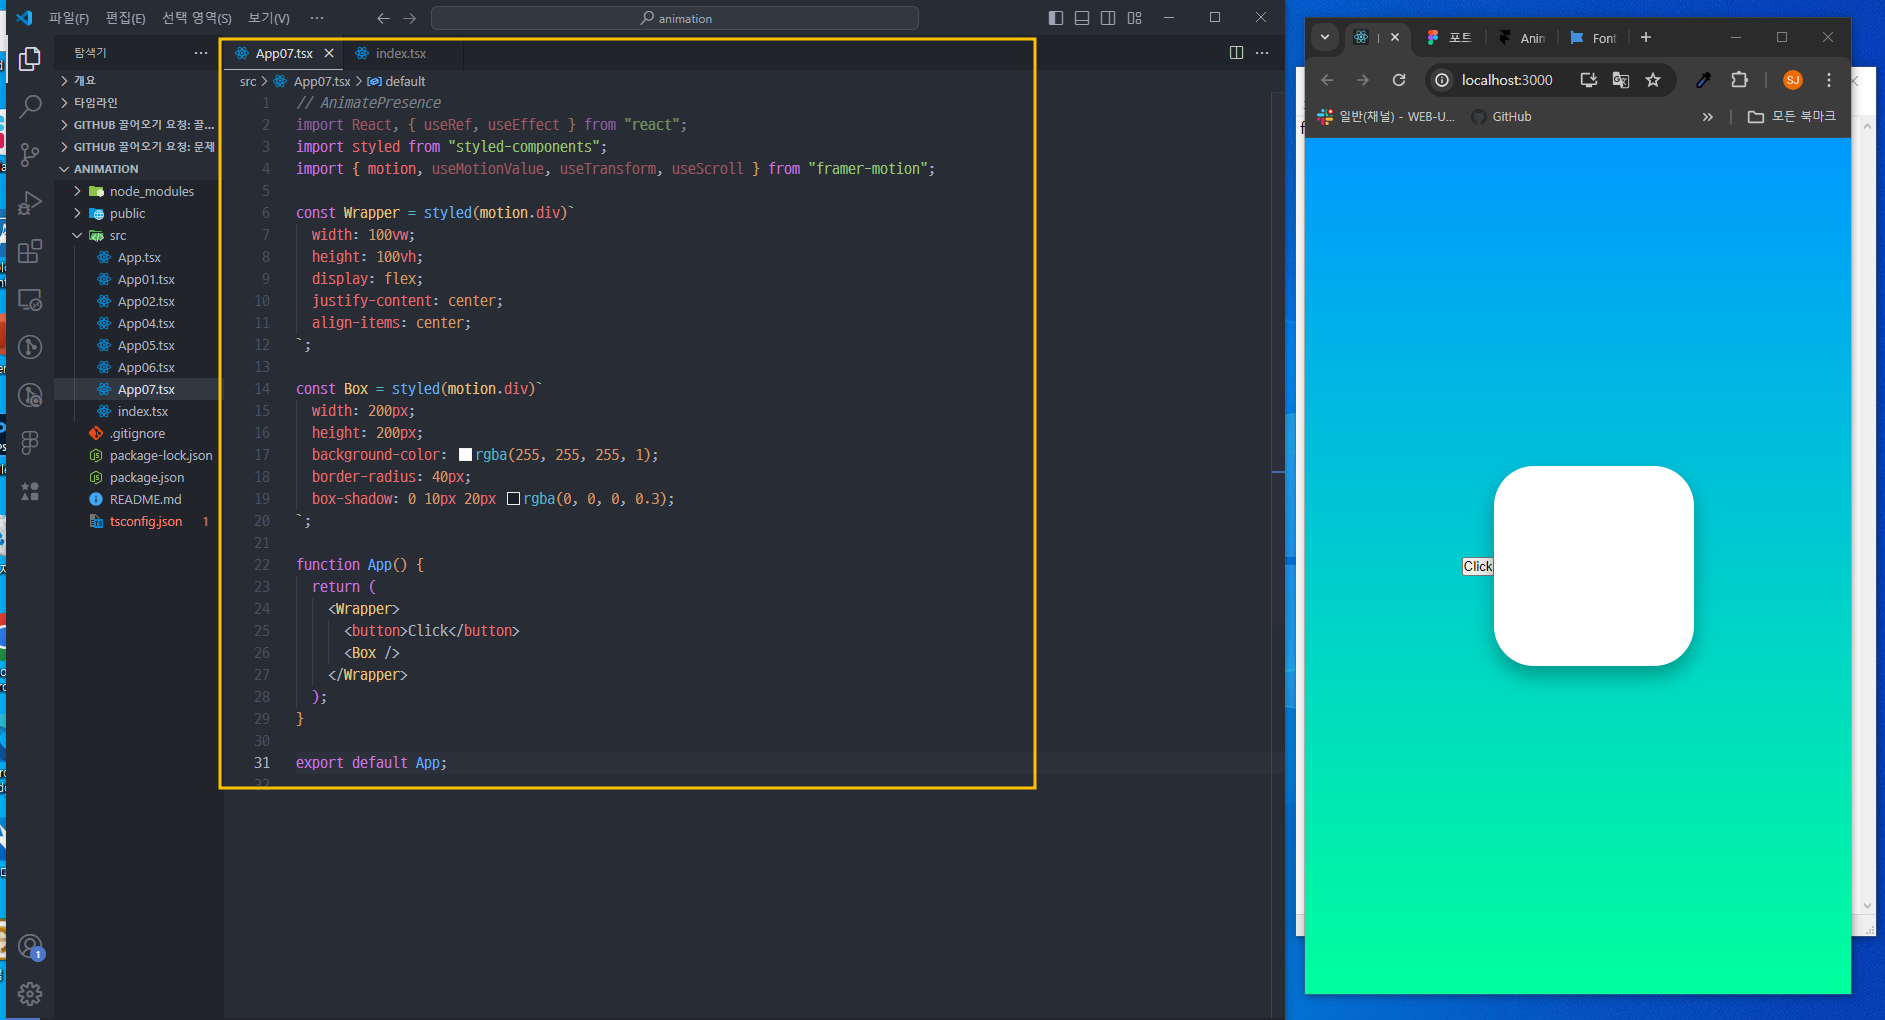 파일(F) 편집(E) 선택 영역(S) 보기(V) ···
animation
탐색기 ···
개요
타임라인
GITHUB 끌어오기 요청: 끌...
GITHUB 끌어오기 요청: 문제
ANIMATION
node_modules
public
src
App.tsx
App01.tsx
App02.tsx
App04.tsx
App05.tsx
App06.tsx
App07.tsx
index.tsx
.gitignore
package-lock.json
package.json
README.md
tsconfig.json 1
1
App07.tsx index.tsx
src > App07.tsx > default
1 // AnimatePresence
2 import React, { useRef, useEffect } from "react";
3 import styled from "styled-components";
4 import { motion, useMotionValue, useTransform, useScroll } from "framer-motion";
5
6 const Wrapper = styled(motion.div)`
7 width: 100vw;
8 height: 100vh;
9 display: flex;
10 justify-content: center;
11 align-items: center;
12 `;
13
14 const Box = styled(motion.div)`
15 width: 200px;
16 height: 200px;
17 background-color: rgba(255, 255, 255, 1);
18 border-radius: 40px;
19 box-shadow: 0 10px 20px rgba(0, 0, 0, 0.3);
20 `;
21
22 function App() {
23 return (
24 <Wrapper>
25 <button>Click</button>
26 <Box />
27 </Wrapper>
28 );
29 }
30
31 export default App;
32
포트 Anin Font
localhost:3000
SJ
일반(채널) - WEB-U... GitHub » 모든 북마크
Click